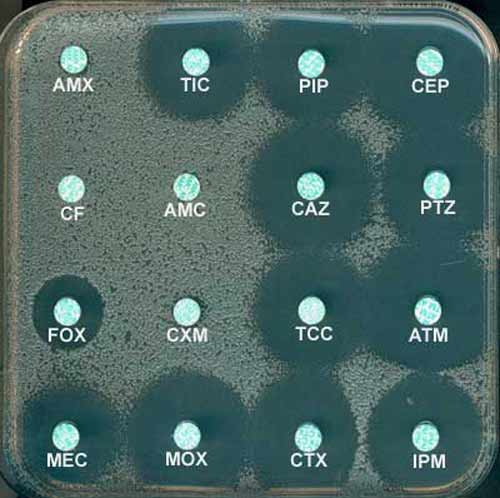 AMX
TIC
PIP
CEP
CF
AMC
CAZ
PTZ
FOX
CXM
TCC
ATM
MEC
MOX
CTX
IPM